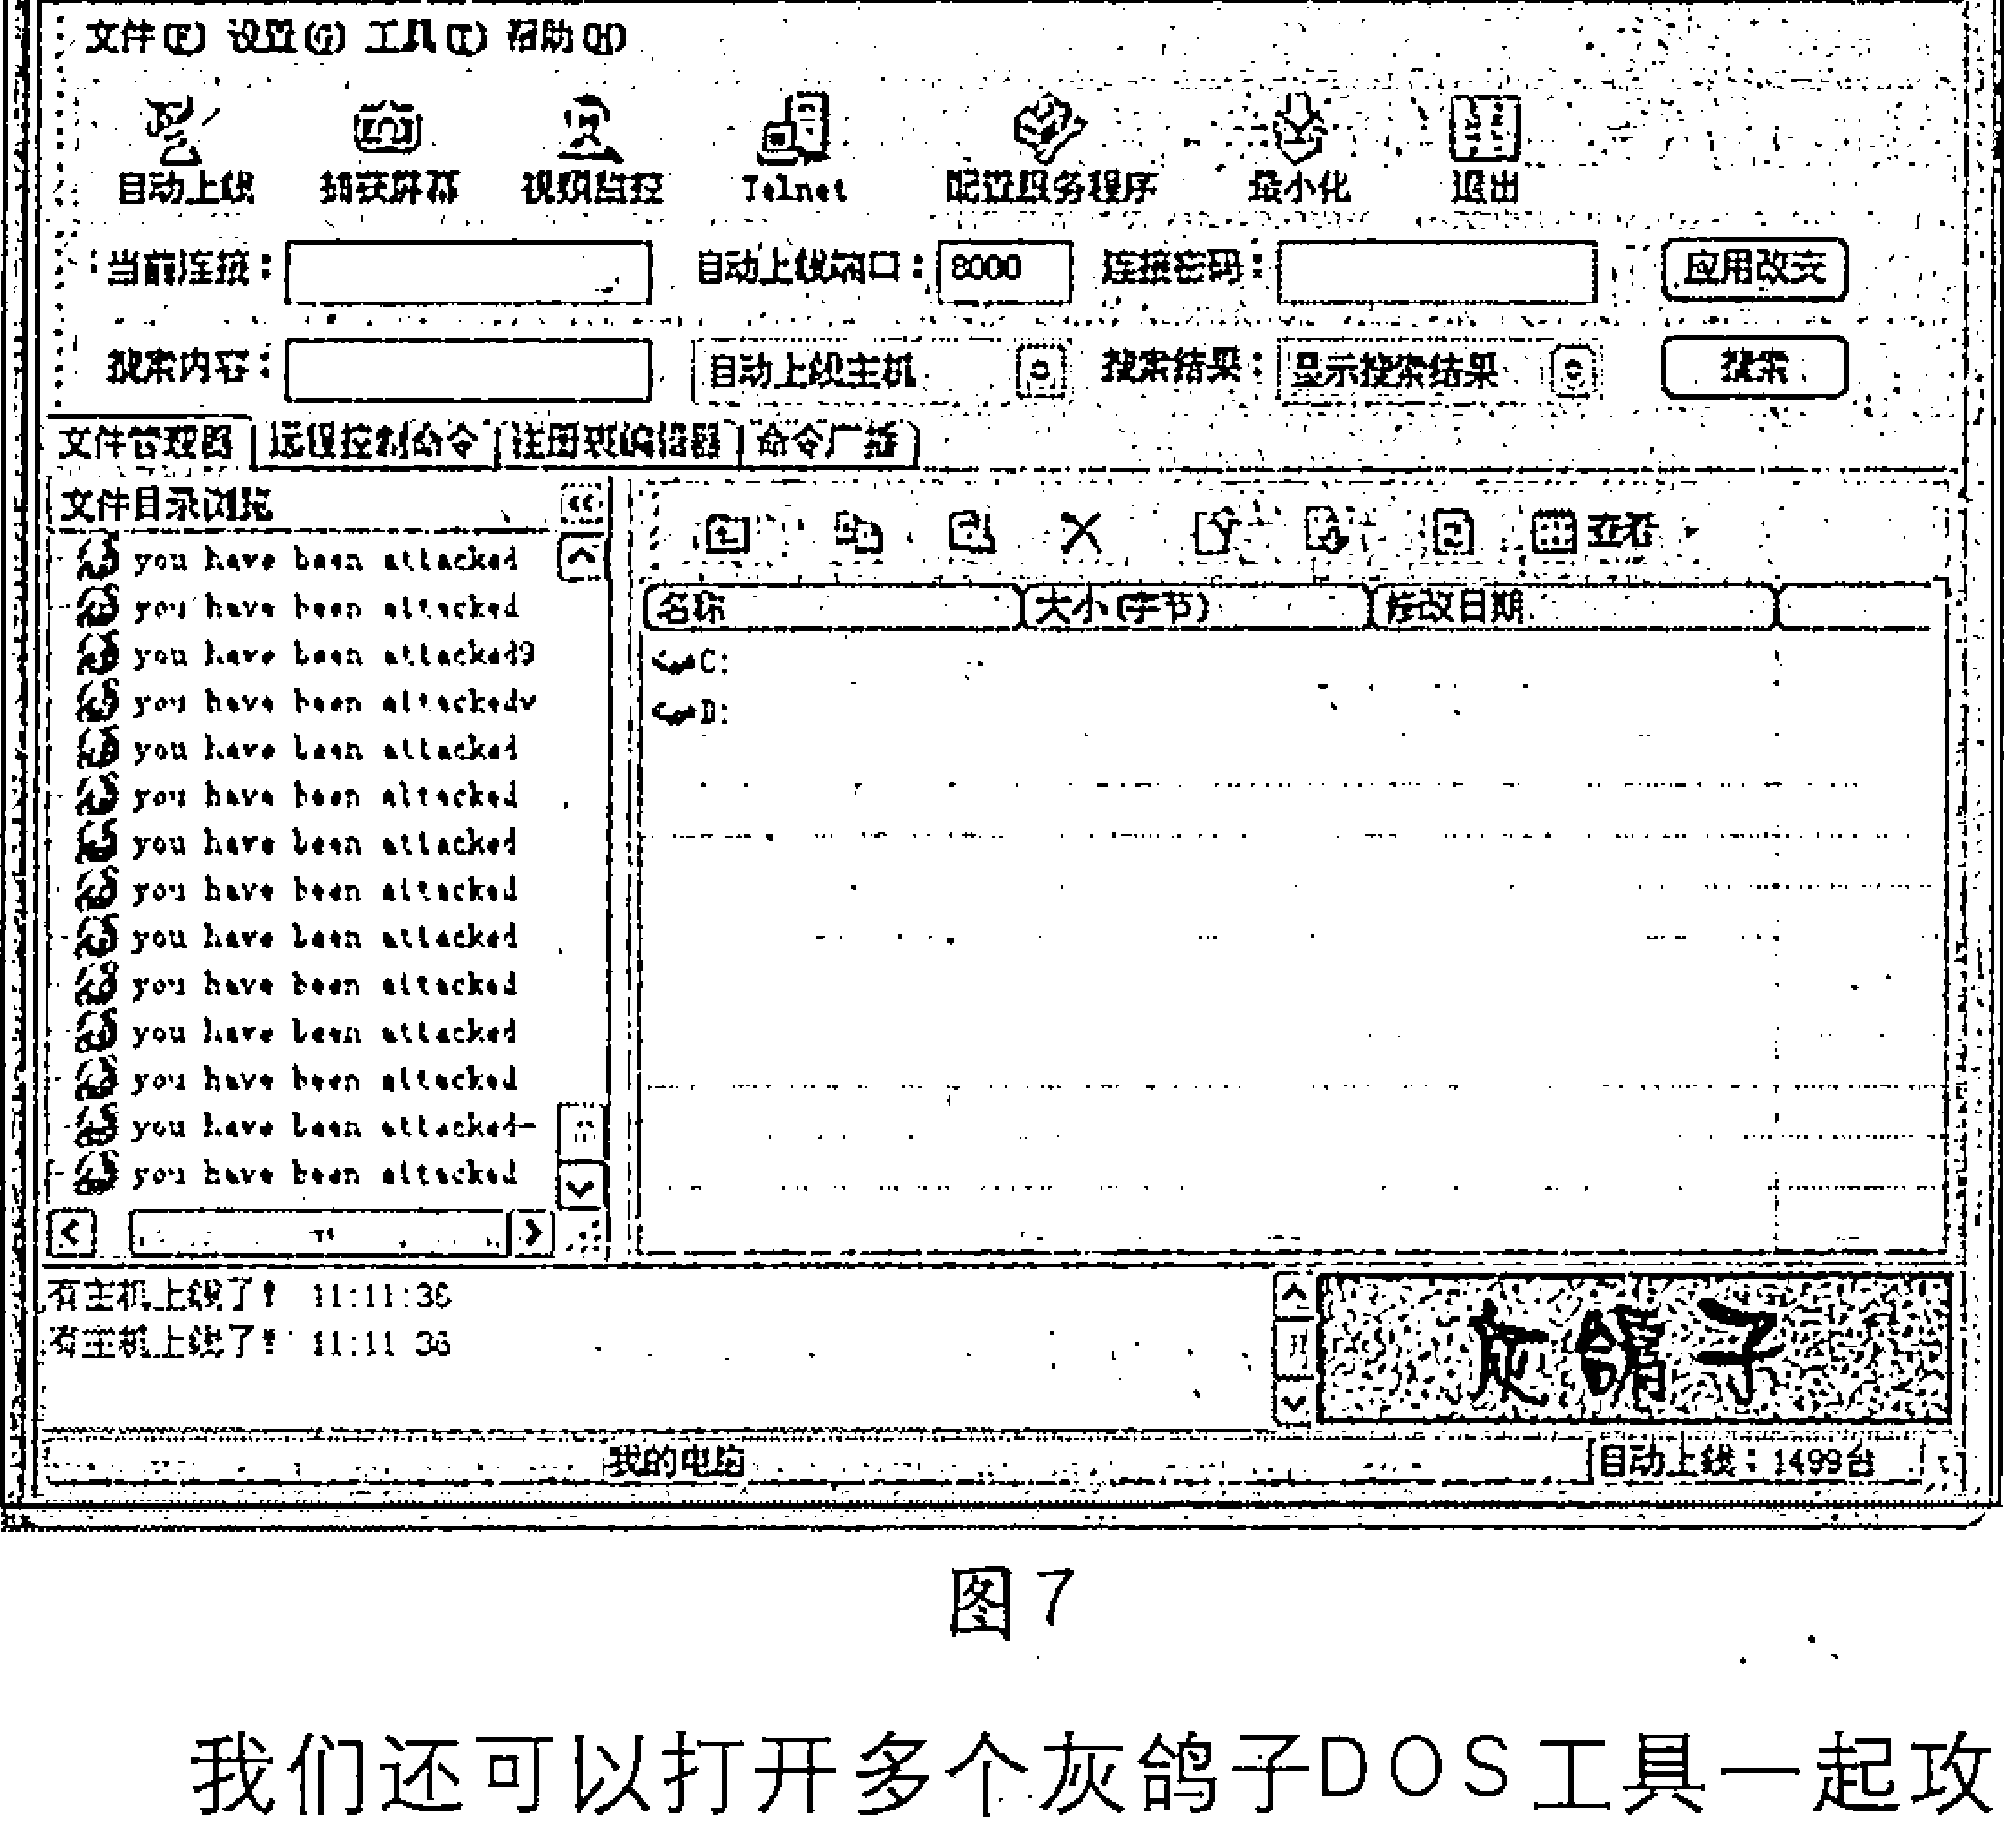 文件(F) 设置(G) 工具(T) 帮助(H)
自动上线 捕获屏幕 视频监控 Telnet 配置服务程序 最小化 退出
当前连接： 自动上线端口： 8000 连接密码： 应用改变
搜索内容： 自动上线主机 搜索结果： 显示搜索结果 搜索
文件管理器 远程控制命令 注册表编辑器 命令广播
文件目录浏览 查看
名称 大小(字节) 修改日期
you have been attacked
C:
you have been attacked
you have been attacked9
D:
you have been attackedv
you have been attacked
you have been attacked
you have been attacked
you have been attacked
you have been attacked
you have been attacked
you have been attacked
you have been attacked
you have been attacked-
you have been attacked
有主机上线了! 11:11:36
有主机上线了! 11:11:36
灰鸽子
我的电脑 自动上线：1499台
图7
我们还可以打开多个灰鸽子DOS工具一起攻